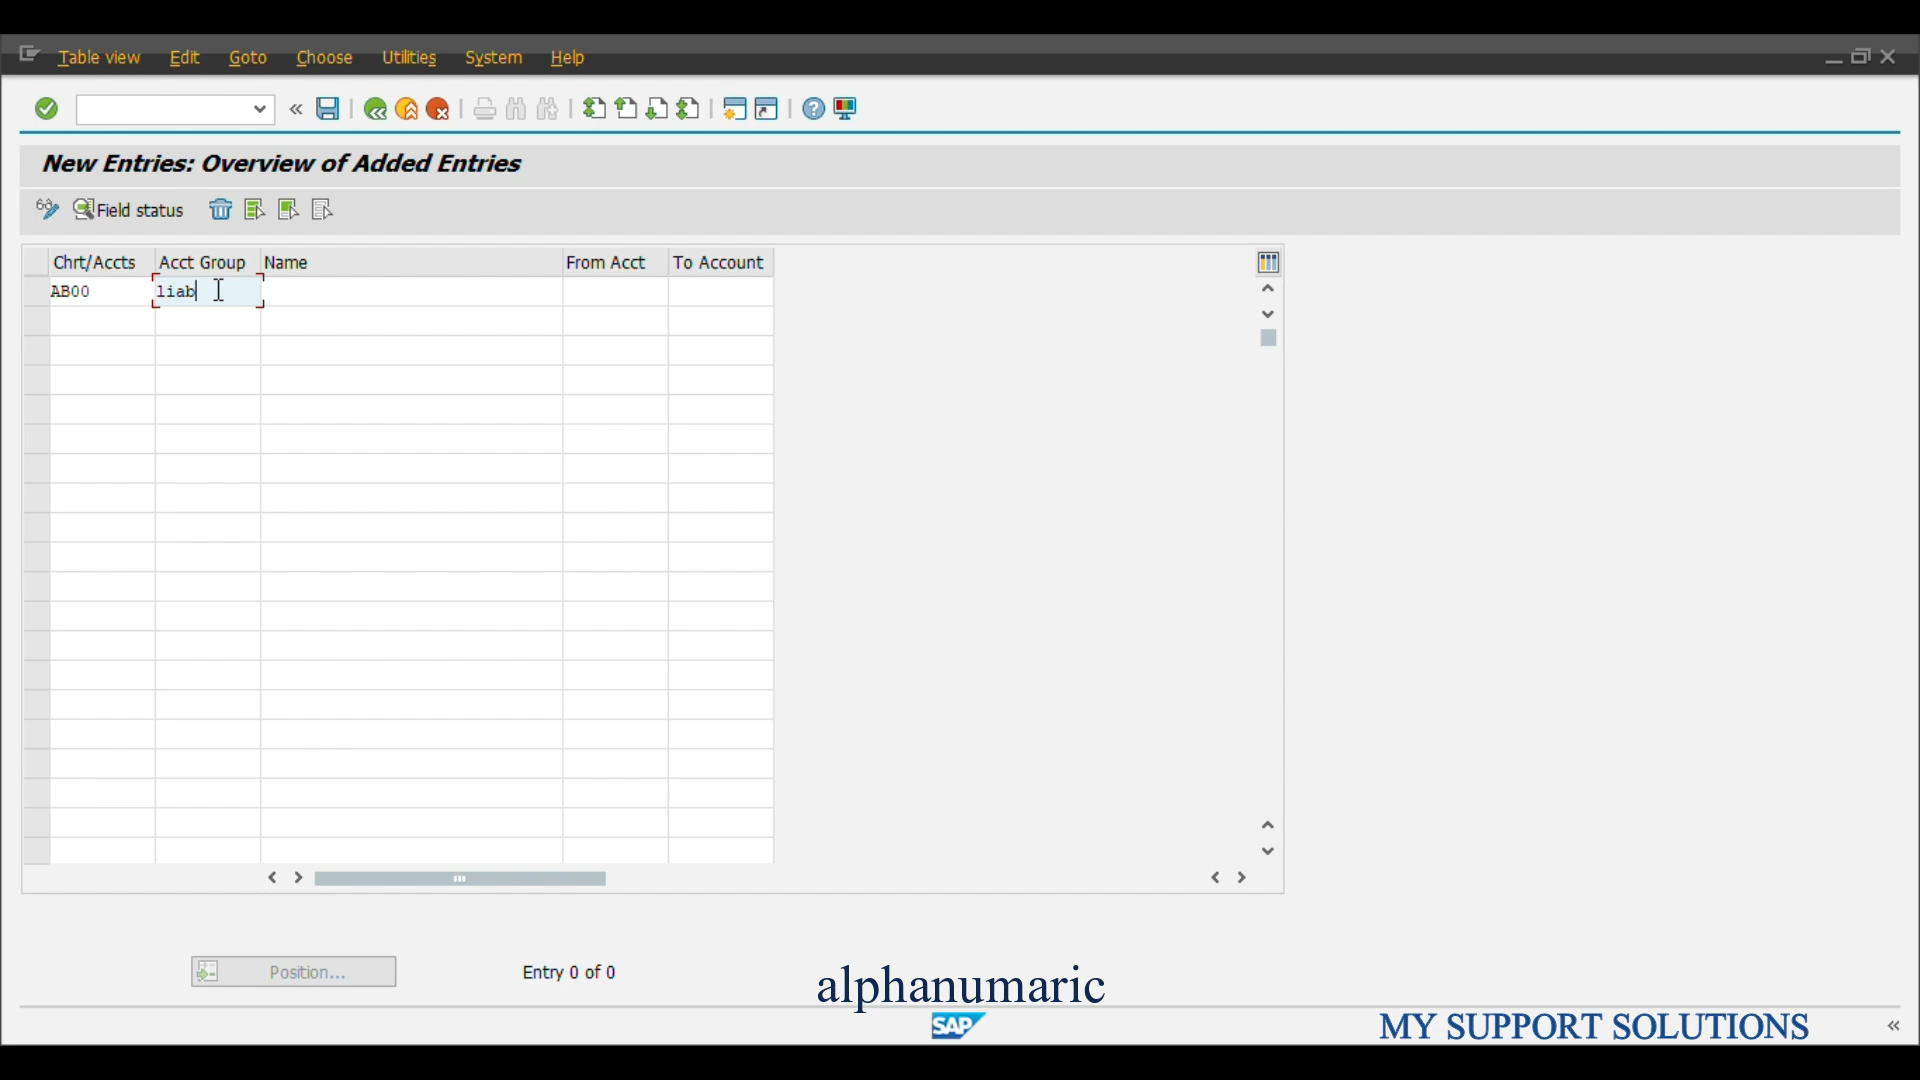 Table view Edit Goto Choose Utilities System Help
New Entries: Overview of Added Entries
Field status
Chrt/Accts Acct Group Name From Acct To Account
AB00 liab
Position... Entry 0 of 0
alphanumaric
SAP
MY SUPPORT SOLUTIONS